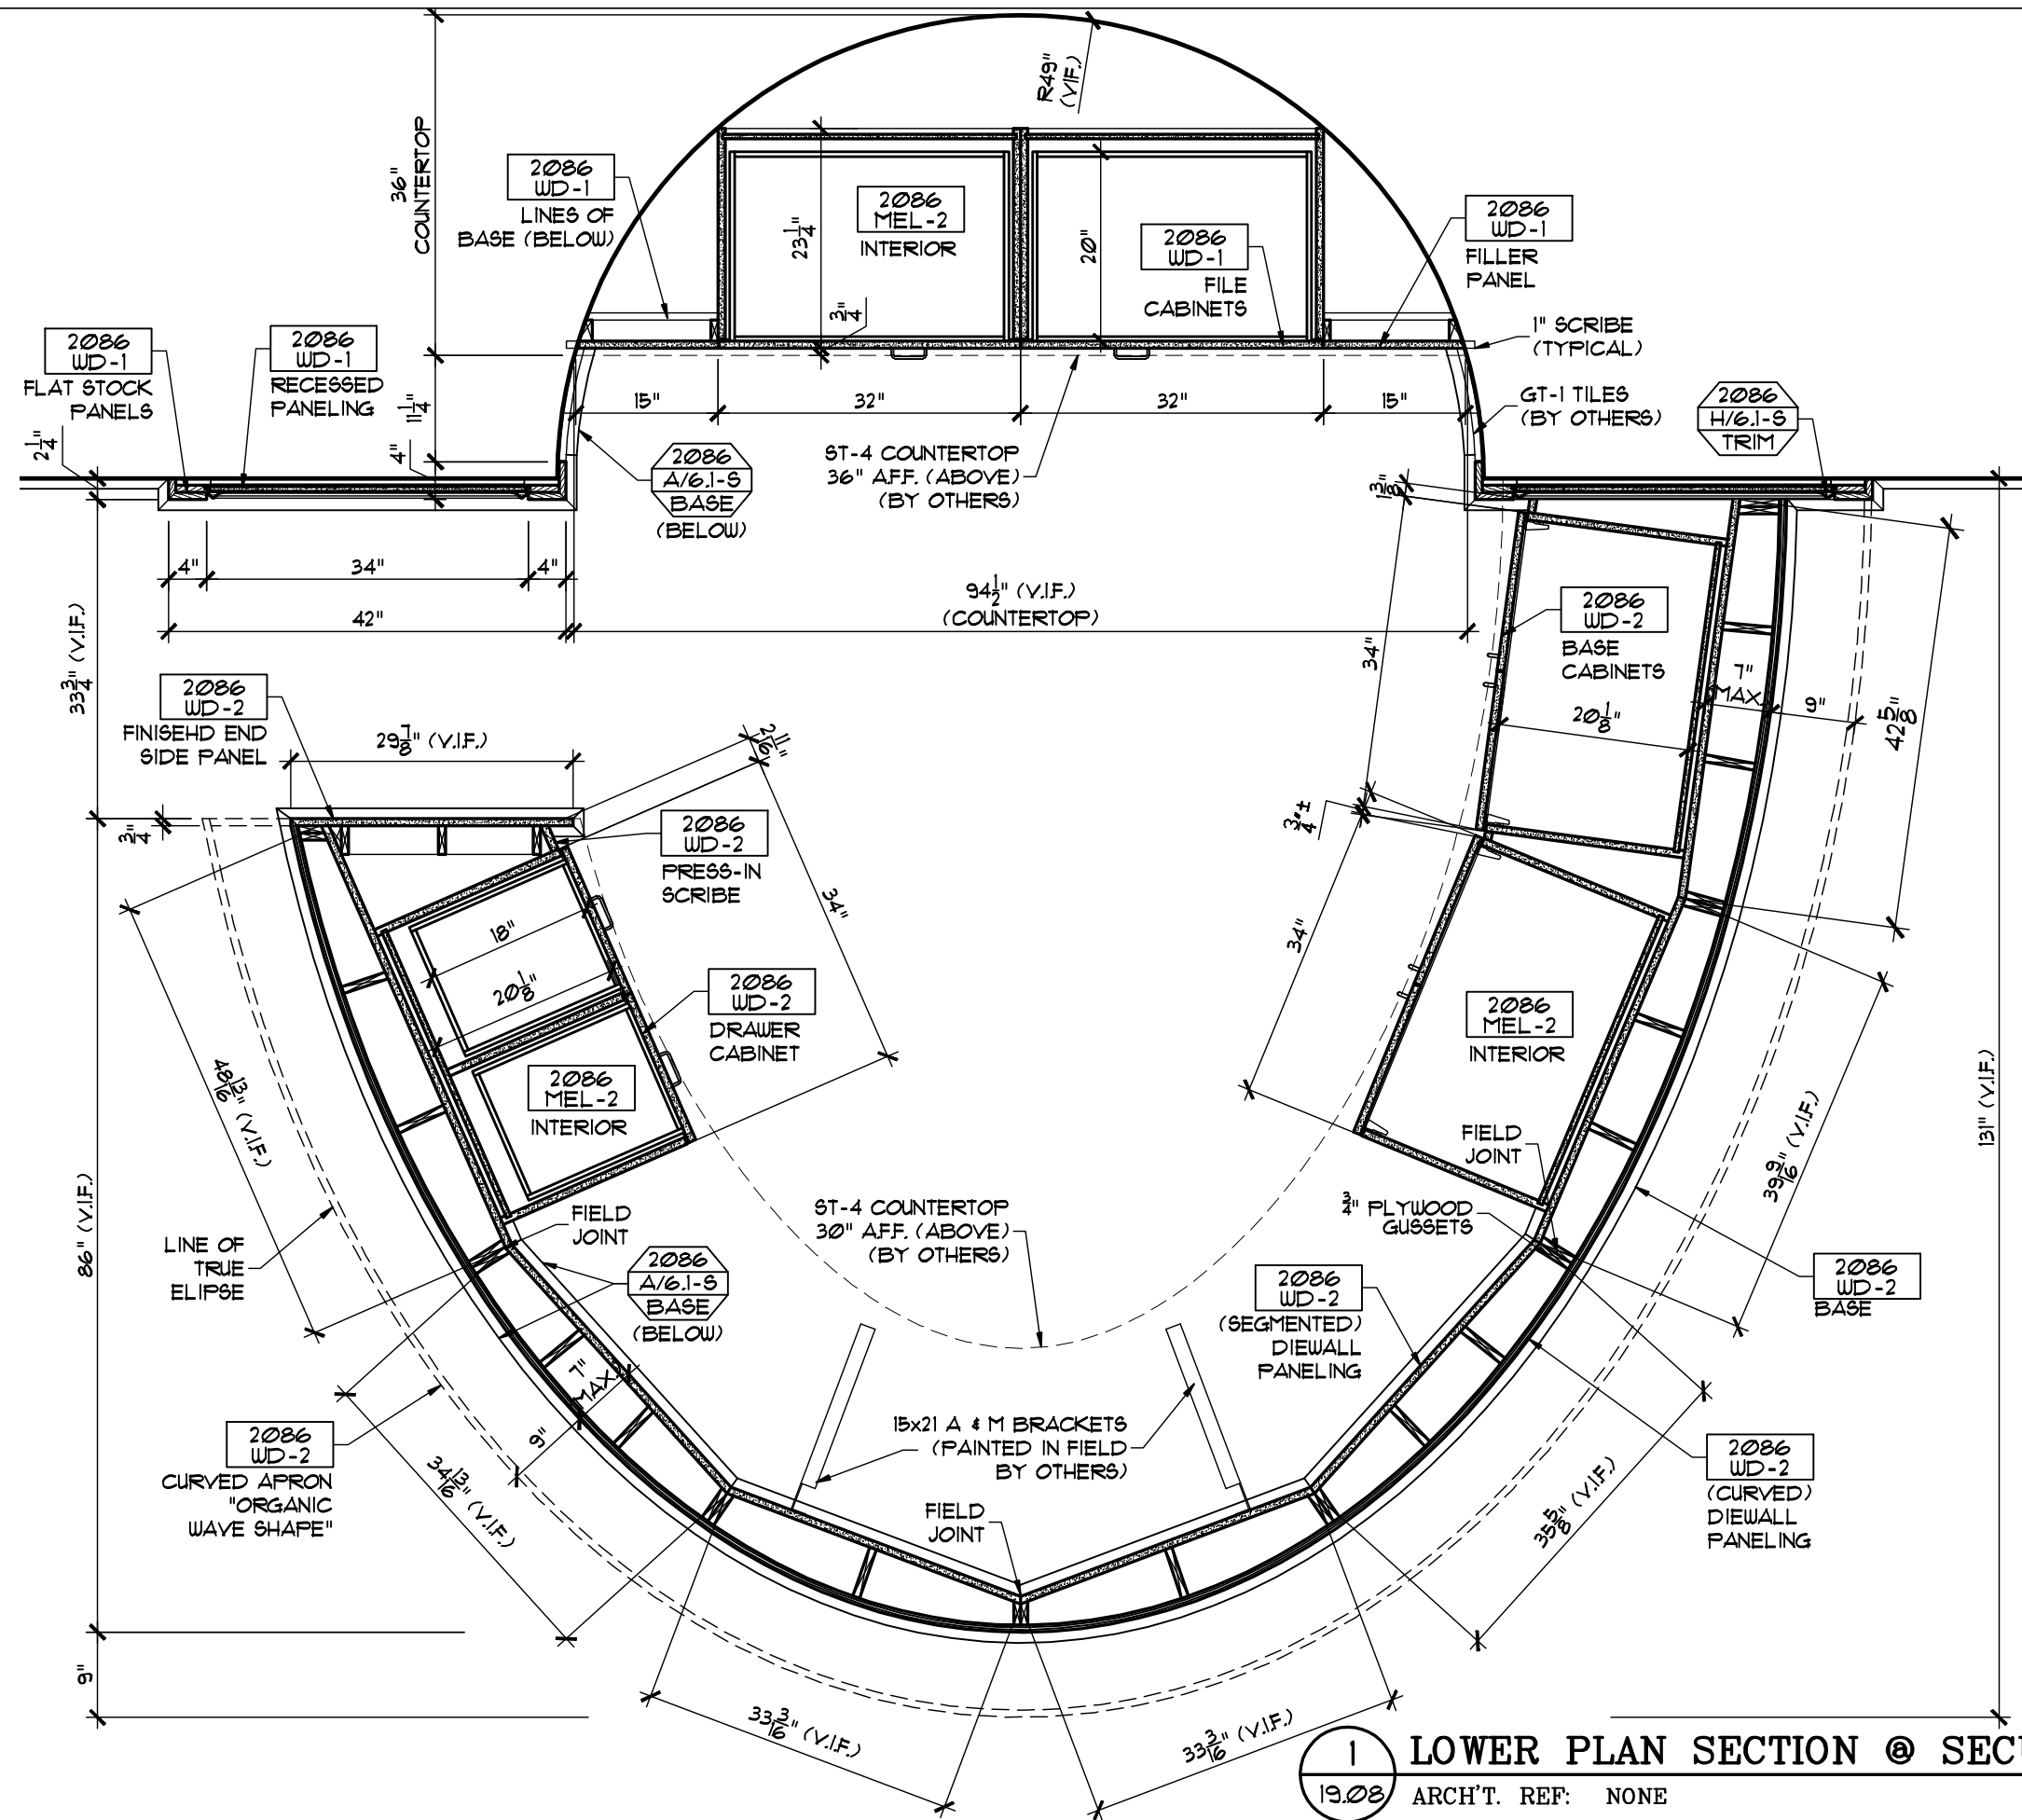 R49"
(VIF.)
36"
COUNTERTOP
2086
WD-1
LINES OF
BASE (BELOW)
23 1/4"
2086
MEL-2
INTERIOR
20"
2086
WD-1
FILE
CABINETS
2086
WD-1
FILLER
PANEL
3/4"
1" SCRIBE
(TYPICAL)
2086
WD-1
FLAT STOCK
PANELS
2086
WD-1
RECESSED
PANELING
11 1/4"
4"
2 1/4"
15"
32"
32"
15"
GT-1 TILES
(BY OTHERS)
2086
H/6.1-S
TRIM
2086
A/6.1-S
BASE
(BELOW)
ST-4 COUNTERTOP
36" A.F.F. (ABOVE)
(BY OTHERS)
1 3/8"
4"
34"
4"
42"
94 1/2" (V.I.F.)
(COUNTERTOP)
33 3/4" (V.I.F.)
2086
WD-2
BASE
CABINETS
34"
7"
MAX.
9"
20 1/8"
42 5/8"
2086
WD-2
FINISEHD END
SIDE PANEL
29 7/8" (V.I.F.)
2 11/16"
3/4"
2086
WD-2
PRESS-IN
SCRIBE
3/4"±
34"
18"
20 1/8"
34"
2086
WD-2
DRAWER
CABINET
2086
MEL-2
INTERIOR
2086
MEL-2
INTERIOR
48 13/16" (V.I.F.)
131" (V.I.F.)
39 9/16" (V.I.F.)
FIELD
JOINT
3/4" PLYWOOD
GUSSETS
86" (V.I.F.)
LINE OF
TRUE
ELIPSE
FIELD
JOINT
2086
A/6.1-S
BASE
(BELOW)
ST-4 COUNTERTOP
30" A.F.F. (ABOVE)
(BY OTHERS)
2086
WD-2
(SEGMENTED)
DIEWALL
PANELING
2086
WD-2
BASE
7"
MAX.
9"
15x21 A & M BRACKETS
(PAINTED IN FIELD
BY OTHERS)
2086
WD-2
CURVED APRON
"ORGANIC
WAVE SHAPE"
34 13/16" (V.I.F.)
35 5/8" (V.I.F.)
2086
WD-2
(CURVED)
DIEWALL
PANELING
FIELD
JOINT
9"
33 3/16" (V.I.F.)
33 3/16" (V.I.F.)
1
19.08
LOWER PLAN SECTION @ SECU
ARCH'T. REF: NONE